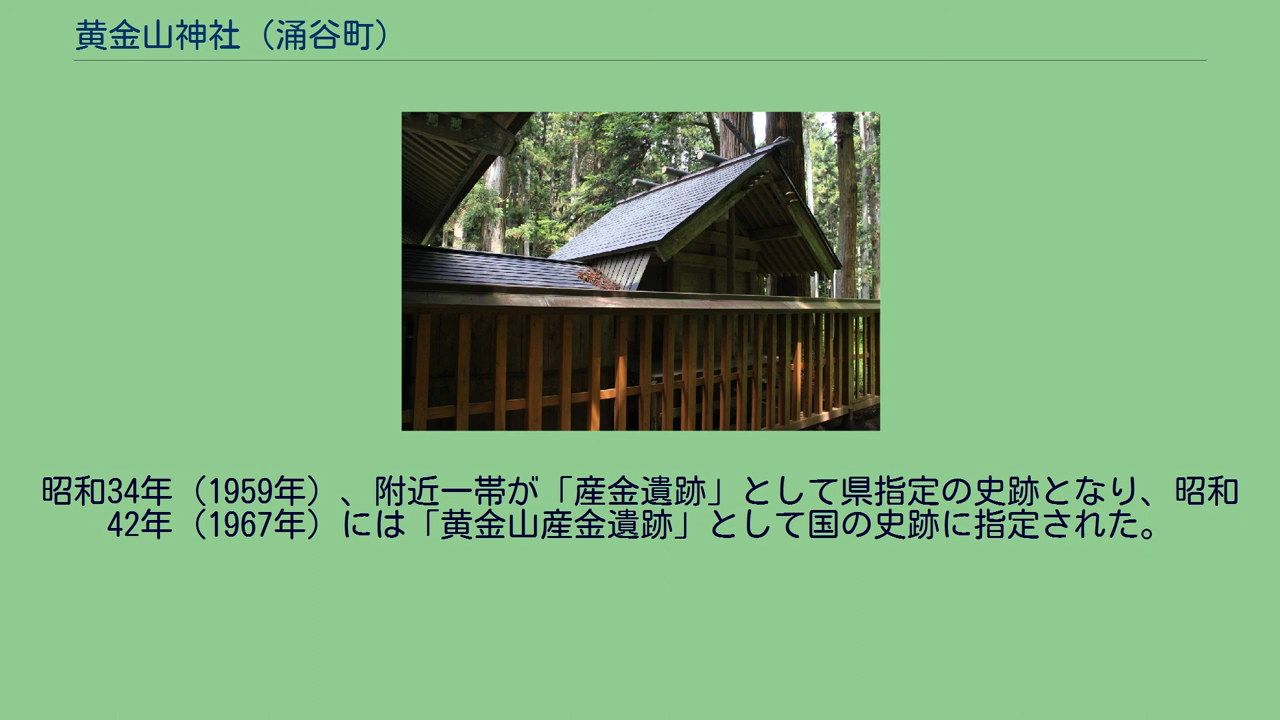 黄金山神社（涌谷町）
昭和34年（1959年）、附近一帯が「産金遺跡」として県指定の史跡となり、昭和
42年（1967年）には「黄金山産金遺跡」として国の史跡に指定された。